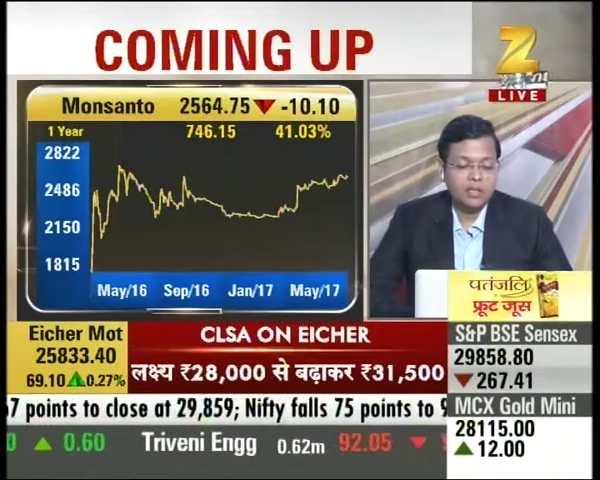 COMING UP
LIVE
Monsanto 2564.75 -10.10
1 Year 746.15 41.03%
2822
2486
2150
1815
May/16 Sep/16 Jan/17 May/17
पतंजलि
फ्रूट जूस
Eicher Mot
25833.40
69.10 0.27%
CLSA ON EICHER
लक्ष्य ₹28,000 से बढ़ाकर ₹31,500
S&P BSE Sensex
29858.80
267.41
MCX Gold Mini
28115.00
12.00
67 points to close at 29,859; Nifty falls 75 points to 9
0 0.60 Triveni Engg 0.62m 92.05